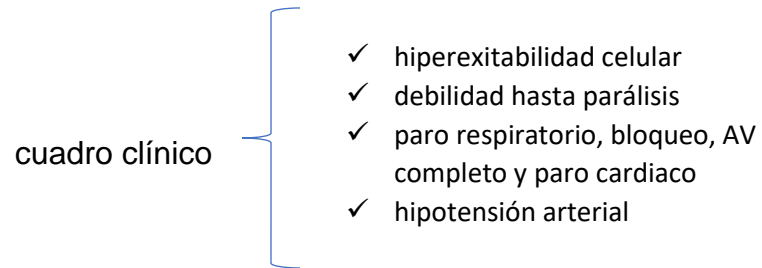 cuadro clínico
✓ hiperexitabilidad celular
✓ debilidad hasta parálisis
✓ paro respiratorio, bloqueo, AV
completo y paro cardiaco
✓ hipotensión arterial